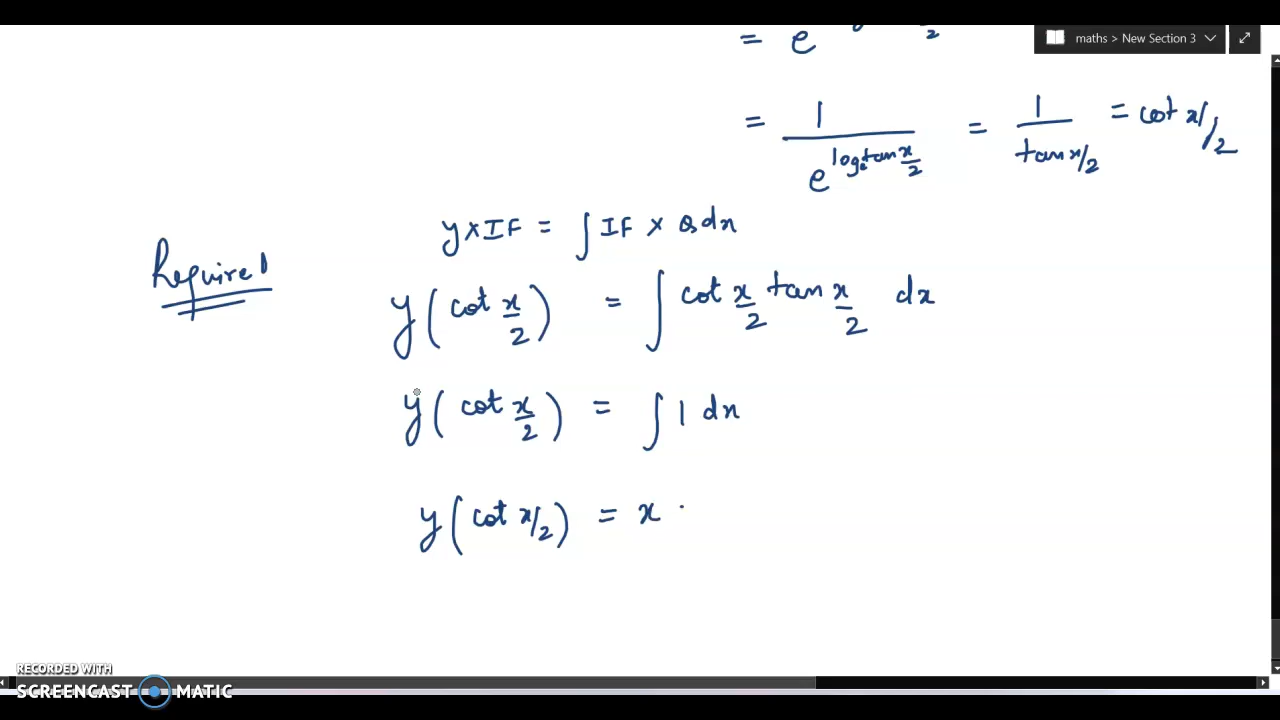 maths > New Section 3
= e
= 1 / e^(log_e tan x/2) = 1 / tan x/2 = cot x/2
y × IF = ∫ IF × Q dx
Required
y ( cot x/2 ) = ∫ cot x/2 tan x/2 dx
y ( cot x/2 ) = ∫ 1 dx
y ( cot x/2 ) = x
RECORDED WITH
SCREENCAST MATIC